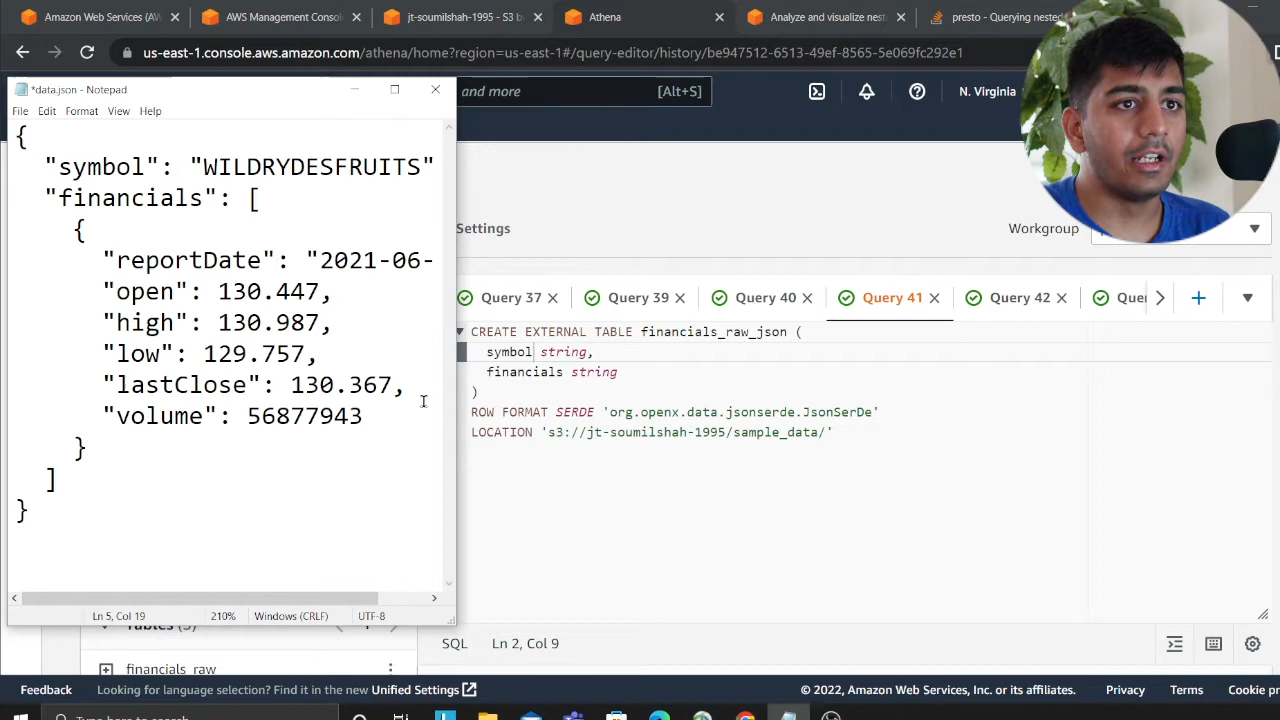 Amazon Web Services (AW
AWS Management Consol
jt-soumilshah-1995 - S3 b
Athena
Analyze and visualize nest
presto - Querying nested
us-east-1.console.aws.amazon.com/athena/home?region=us-east-1#/query-editor/history/be947512-6513-49ef-8565-5e069fc292e1
*data.json - Notepad
and more
[Alt+S]
N. Virginia
File Edit Format View Help
{
"symbol": "WILDRYDESFRUITS"
"financials": [
{
"reportDate": "2021-06-
"open": 130.447,
"high": 130.987,
"low": 129.757,
"lastClose": 130.367,
"volume": 56877943
}
]
}
Ln 5, Col 19
210%
Windows (CRLF)
UTF-8
Settings
Workgroup
Query 37
Query 39
Query 40
Query 41
Query 42
CREATE EXTERNAL TABLE financials_raw_json (
symbol string,
financials string
)
ROW FORMAT SERDE 'org.openx.data.jsonserde.JsonSerDe'
LOCATION 's3://jt-soumilshah-1995/sample_data/'
SQL
Ln 2, Col 9
financials_raw
Feedback
Looking for language selection? Find it in the new Unified Settings
© 2022, Amazon Web Services, Inc. or its affiliates.
Privacy
Terms
Cookie pr